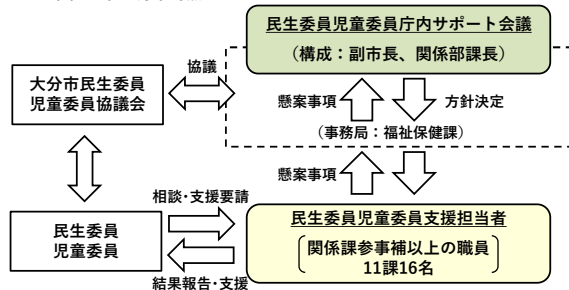 民生委員児童委員庁内サポート会議
(構成:副市長、関係部課長)
協議
大分市民生委員
児童委員協議会
懸案事項
方針決定
(事務局:福祉保健課)
懸案事項
相談・支援要請
民生委員
児童委員
民生委員児童委員支援担当者
関係課参事補以上の職員
11課16名
結果報告・支援